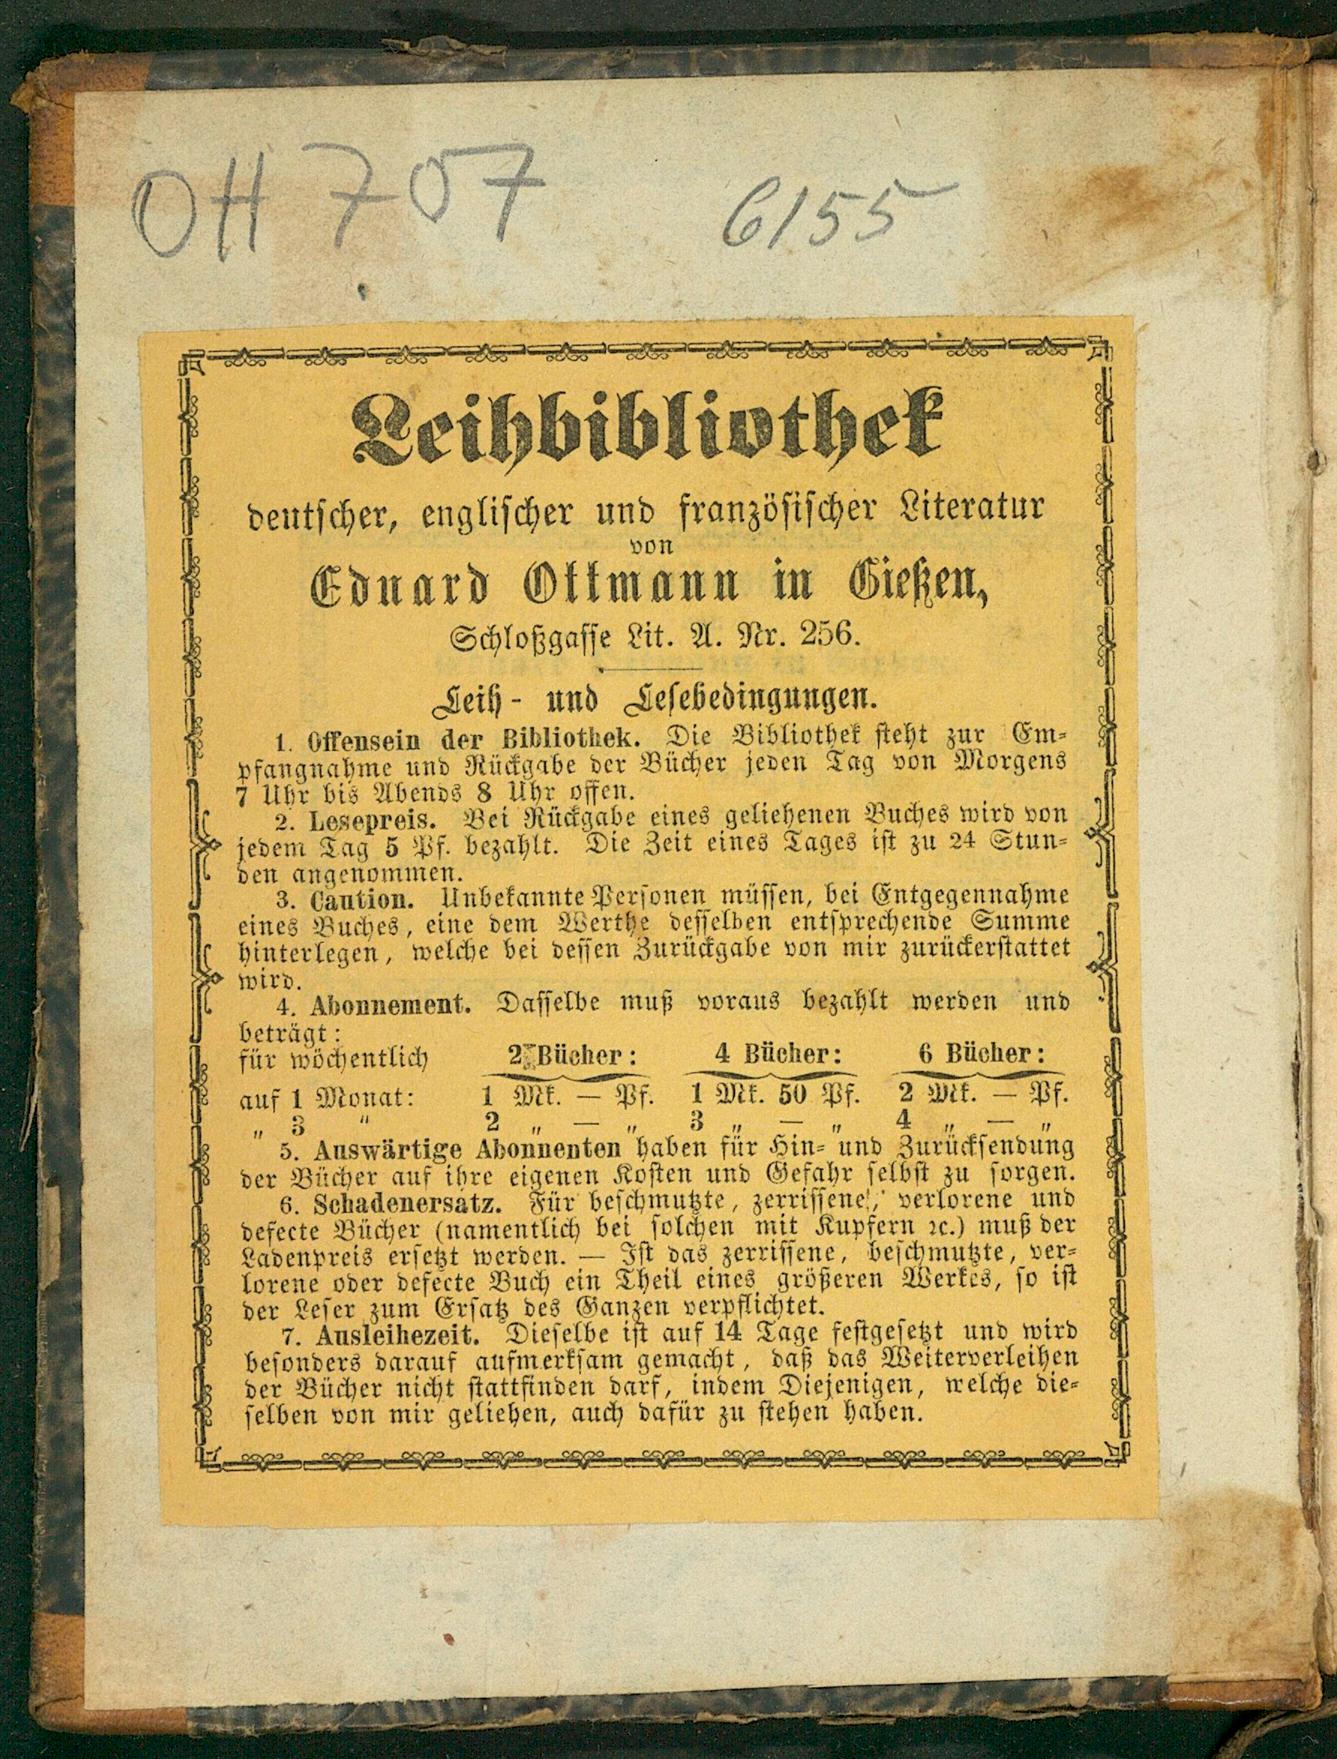 OH 707 6155
Leihbibliothek
deutscher, englischer und französischer Literatur
von
Eduard Ottmann in Gießen,
Schloßgasse Lit. A. Nr. 256.
Leih- und Lesebedingungen.
1. Offensein der Bibliothek. Die Bibliothek steht zur Em-
pfangnahme und Rückgabe der Bücher jeden Tag von Morgens
7 Uhr bis Abends 8 Uhr offen.
2. Lesepreis. Bei Rückgabe eines geliehenen Buches wird von
jedem Tag 5 Pf. bezahlt. Die Zeit eines Tages ist zu 24 Stun-
den angenommen.
3. Caution. Unbekannte Personen müssen, bei Entgegennahme
eines Buches, eine dem Werthe desselben entsprechende Summe
hinterlegen, welche bei dessen Zurückgabe von mir zurückerstattet
wird.
4. Abonnement. Dasselbe muß voraus bezahlt werden und
beträgt:
für wöchentlich 2 Bücher: 4 Bücher: 6 Bücher:
auf 1 Monat: 1 Mk. — Pf. 1 Mk. 50 Pf. 2 Mk. — Pf.
„ 3 „ 2 „ — „ 3 „ — „ 4 „ — „
5. Auswärtige Abonnenten haben für Hin- und Zurücksendung
der Bücher auf ihre eigenen Kosten und Gefahr selbst zu sorgen.
6. Schadenersatz. Für beschmutzte, zerrissene, verlorene und
defecte Bücher (namentlich bei solchen mit Kupfern ꝛc.) muß der
Ladenpreis ersetzt werden. — Ist das zerrissene, beschmutzte, ver-
lorene oder defecte Buch ein Theil eines größeren Werkes, so ist
der Leser zum Ersatz des Ganzen verpflichtet.
7. Ausleihezeit. Dieselbe ist auf 14 Tage festgesetzt und wird
besonders darauf aufmerksam gemacht, daß das Weiterverleihen
der Bücher nicht stattfinden darf, indem Diejenigen, welche die-
selben von mir geliehen, auch dafür zu stehen haben.